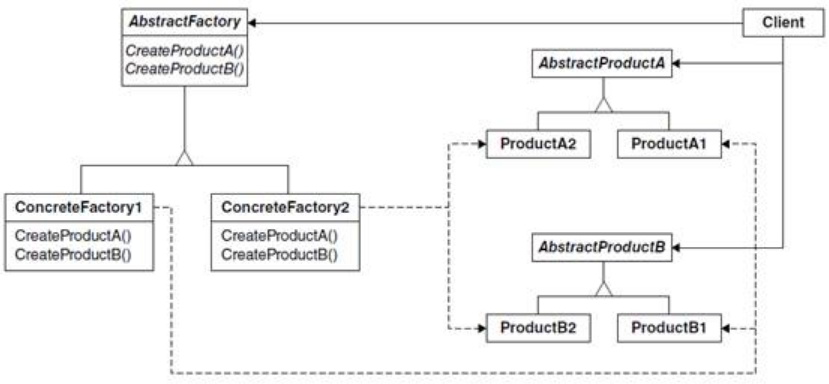 AbstractFactory
CreateProductA()
CreateProductB()
Client
AbstractProductA
ProductA2
ProductA1
ConcreteFactory1
CreateProductA()
CreateProductB()
ConcreteFactory2
CreateProductA()
CreateProductB()
AbstractProductB
ProductB2
ProductB1